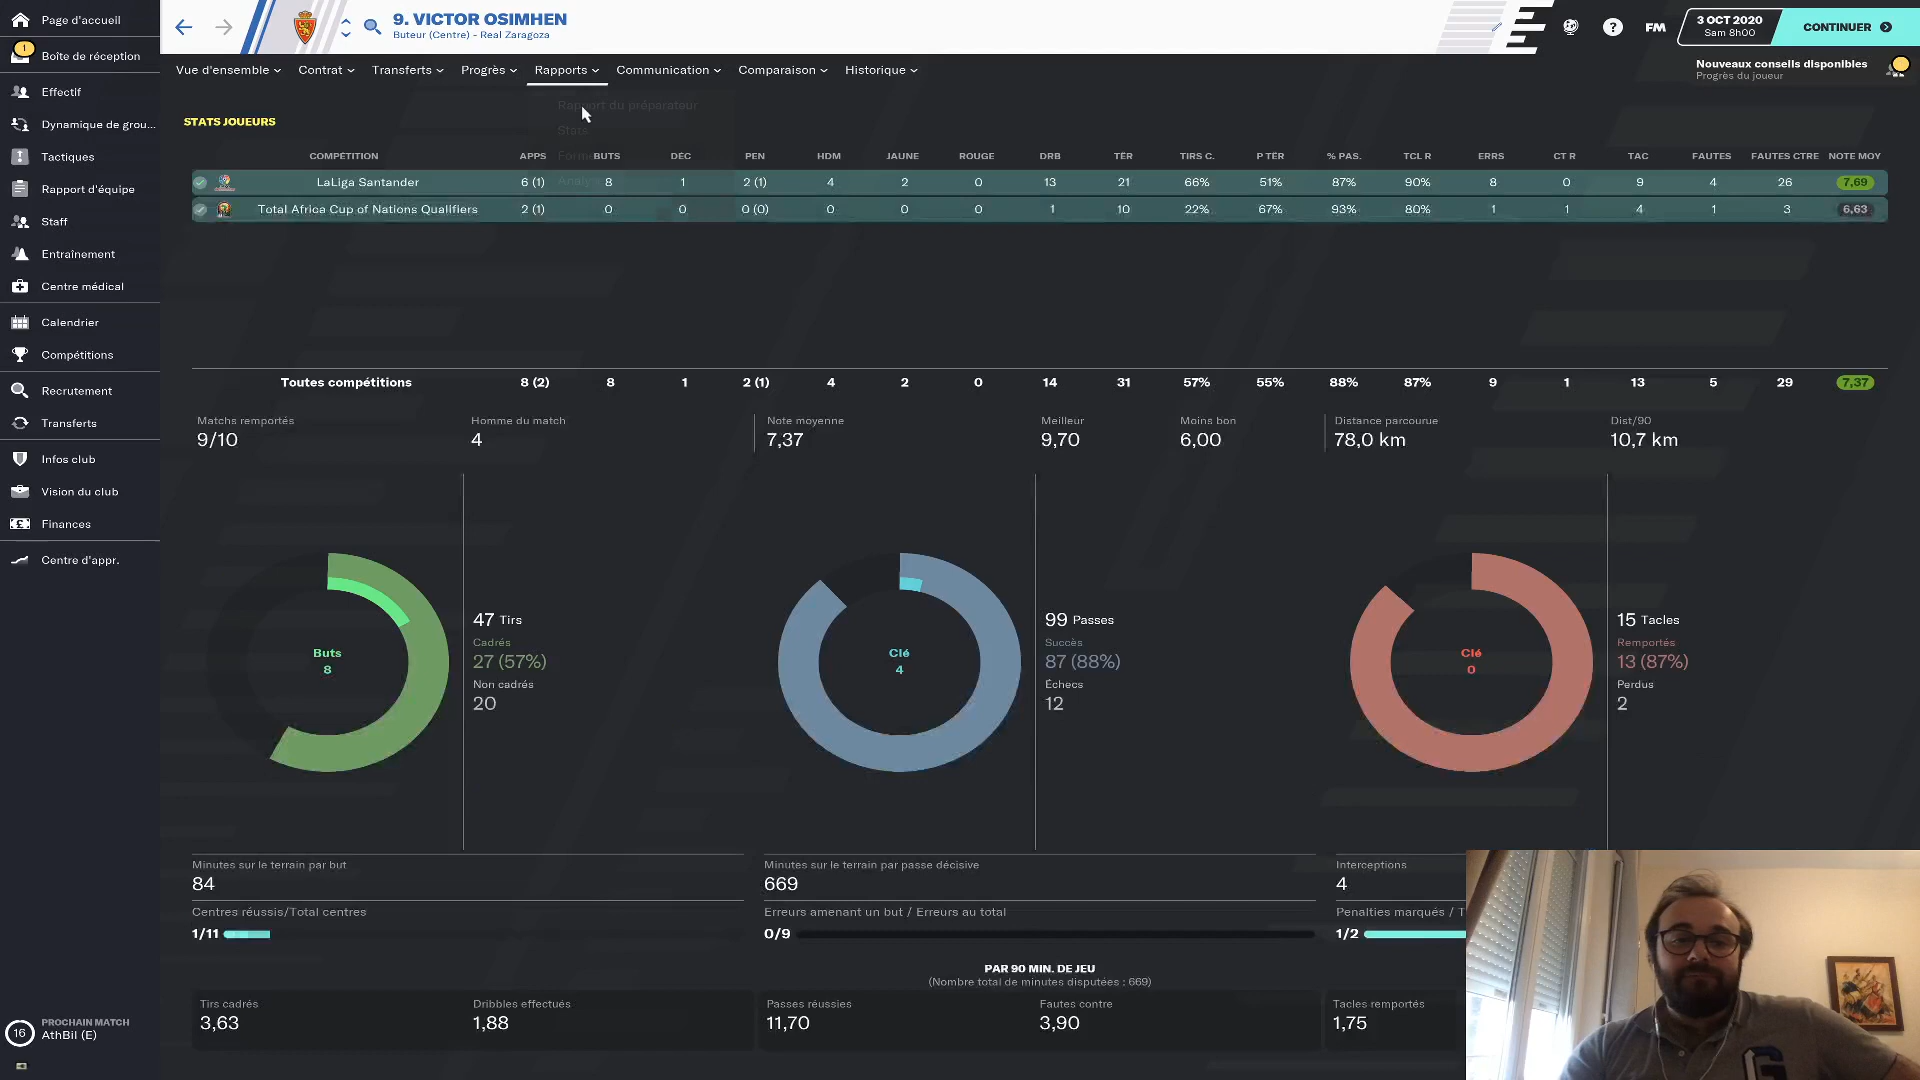 Page d'accueil
9. VICTOR OSIMHEN
Buteur (Centre) - Real Zaragoza
FM
3 OCT 2020
Sam 8h00
CONTINUER
1
Boîte de réception
Vue d'ensemble Contrat Transferts Progrès Rapports Communication Comparaison Historique
Nouveaux conseils disponibles
Progrès du joueur
Effectif
Dynamique de grou...
Tactiques
Rapport d'équipe
Staff
Entraînement
Centre médical
Calendrier
Compétitions
Recrutement
Transferts
Infos club
Vision du club
Finances
Centre d'appr.
Rapport du préparateur
Stats
STATS JOUEURS
COMPÉTITION APPS BUTS DÉC PEN HDM JAUNE ROUGE DRB TÊR TIRS C. P TÊR % PAS. TCL R ERRS CT R TAC FAUTES FAUTES CTRE NOTE MOY
LaLiga Santander 6 (1) 8 1 2 (1) 4 2 0 13 21 66% 51% 87% 90% 8 0 9 4 26 7,69
Total Africa Cup of Nations Qualifiers 2 (1) 0 0 0 (0) 0 0 0 1 10 22% 67% 93% 80% 1 1 4 1 3 6,63
Toutes compétitions 8 (2) 8 1 2 (1) 4 2 0 14 31 57% 55% 88% 87% 9 1 13 5 29 7,37
Matchs remportés
9/10
Homme du match
4
Note moyenne
7,37
Meilleur
9,70
Moins bon
6,00
Distance parcourue
78,0 km
Dist/90
10,7 km
Buts
8
47 Tirs
Cadrés
27 (57%)
Non cadrés
20
Clé
4
99 Passes
Succès
87 (88%)
Échecs
12
Clé
0
15 Tacles
Remportés
13 (87%)
Perdus
2
Minutes sur le terrain par but
84
Minutes sur le terrain par passe décisive
669
Interceptions
4
Centres réussis/Total centres
1/11
Erreurs amenant un but / Erreurs au total
0/9
Penalties marqués / T
1/2
PAR 90 MIN. DE JEU
(Nombre total de minutes disputées : 669)
Tirs cadrés
3,63
Dribbles effectués
1,88
Passes réussies
11,70
Fautes contre
3,90
Tacles remportés
1,75
16
PROCHAIN MATCH
AthBil (E)